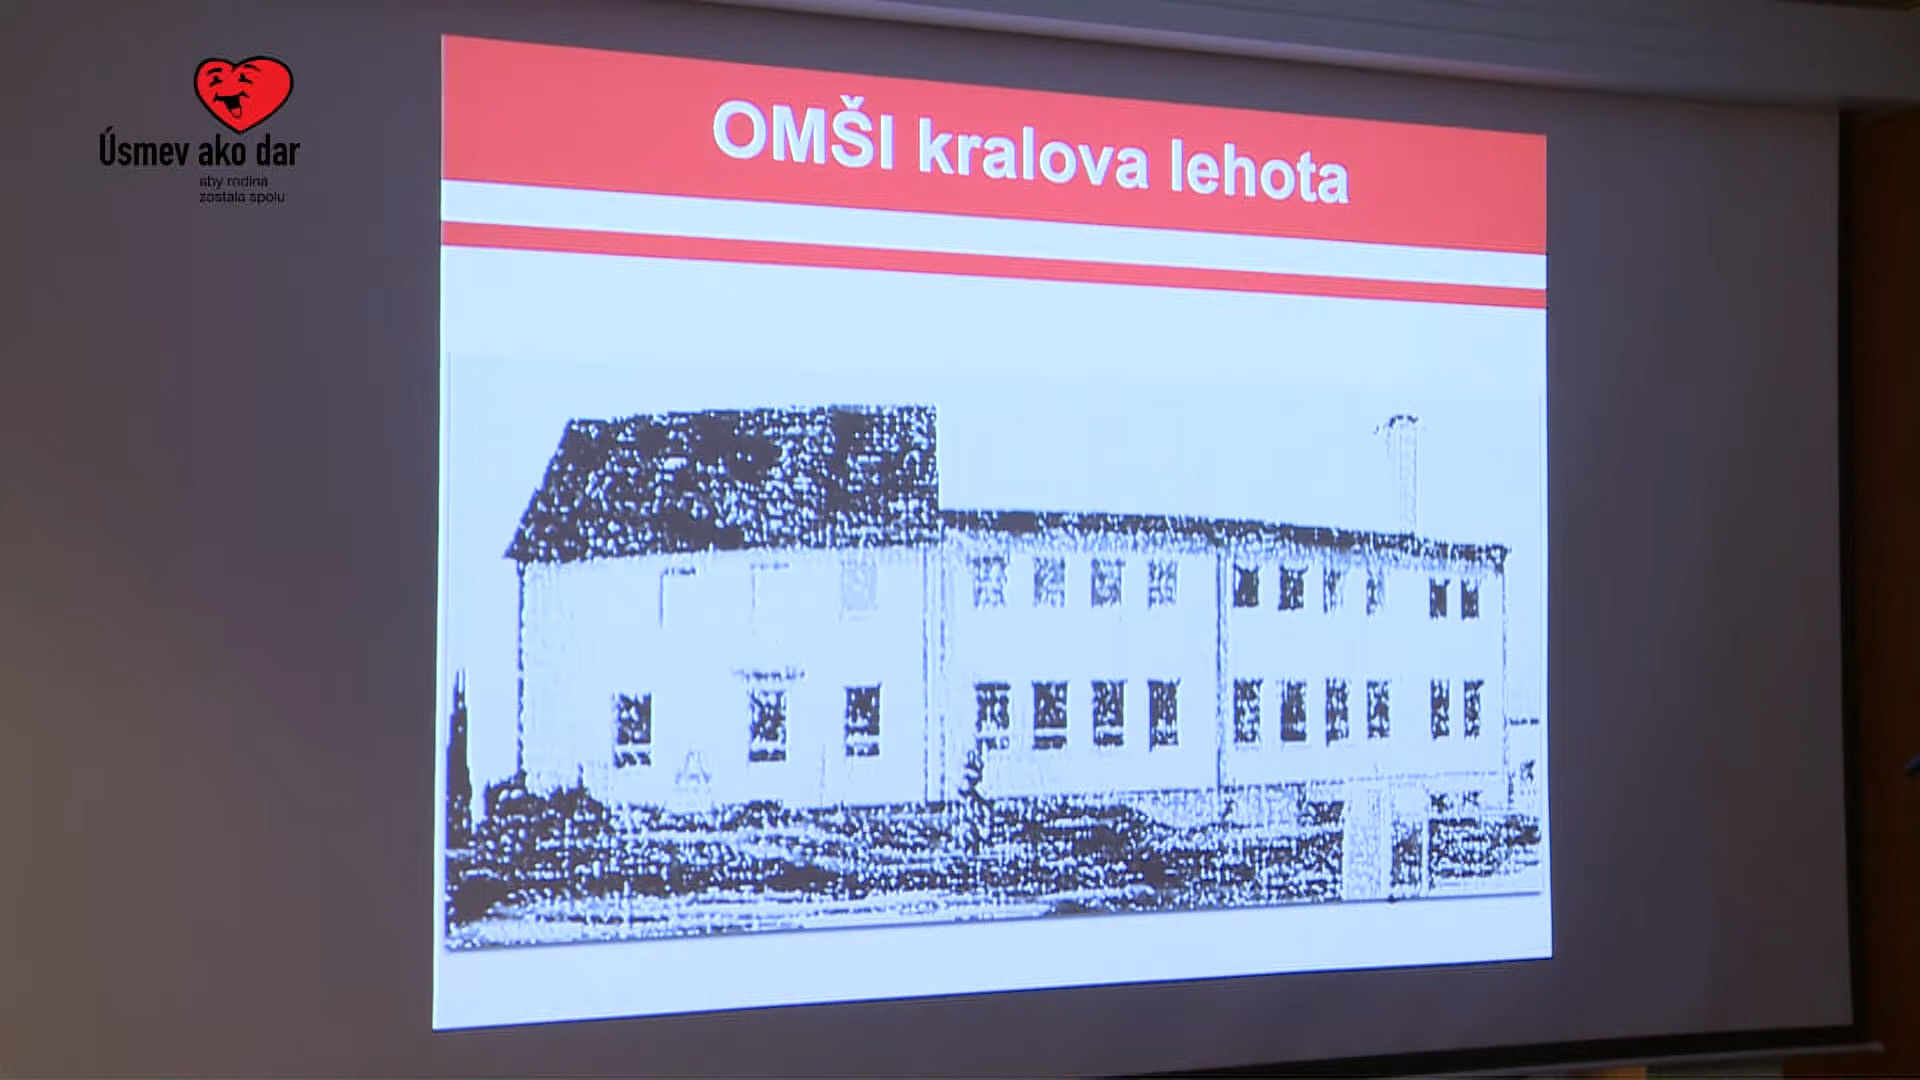 Úsmev ako dar
aby rodina
zostala spolu
OMŠI kralova lehota